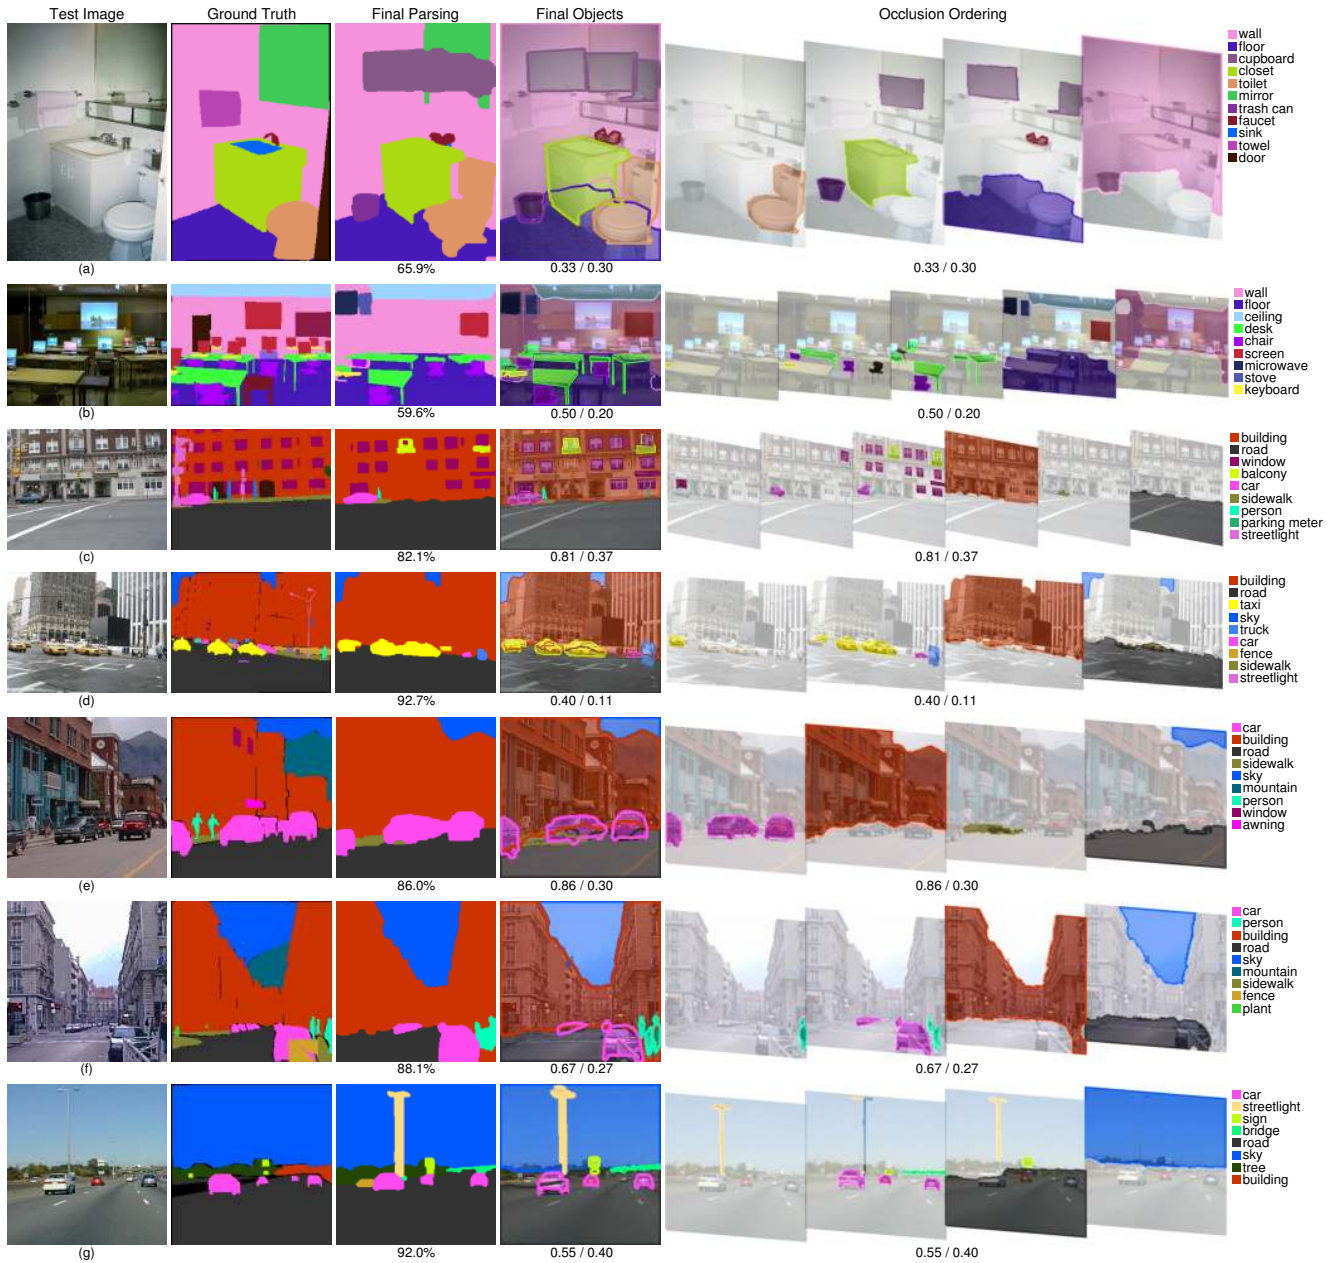 Test Image Ground Truth Final Parsing Final Objects Occlusion Ordering
wall
floor
cupboard
closet
toilet
mirror
trash can
faucet
sink
towel
door
(a) 65.9% 0.33 / 0.30 0.33 / 0.30
wall
floor
ceiling
desk
chair
screen
microwave
stove
keyboard
(b) 59.6% 0.50 / 0.20 0.50 / 0.20
building
road
window
balcony
car
sidewalk
person
parking meter
streetlight
(c) 82.1% 0.81 / 0.37 0.81 / 0.37
building
road
taxi
sky
truck
car
fence
sidewalk
streetlight
(d) 92.7% 0.40 / 0.11 0.40 / 0.11
car
building
road
sidewalk
sky
mountain
person
window
awning
(e) 86.0% 0.86 / 0.30 0.86 / 0.30
car
person
building
road
sky
mountain
sidewalk
fence
plant
(f) 88.1% 0.67 / 0.27 0.67 / 0.27
car
streetlight
sign
bridge
road
sky
tree
building
(g) 92.0% 0.55 / 0.40 0.55 / 0.40